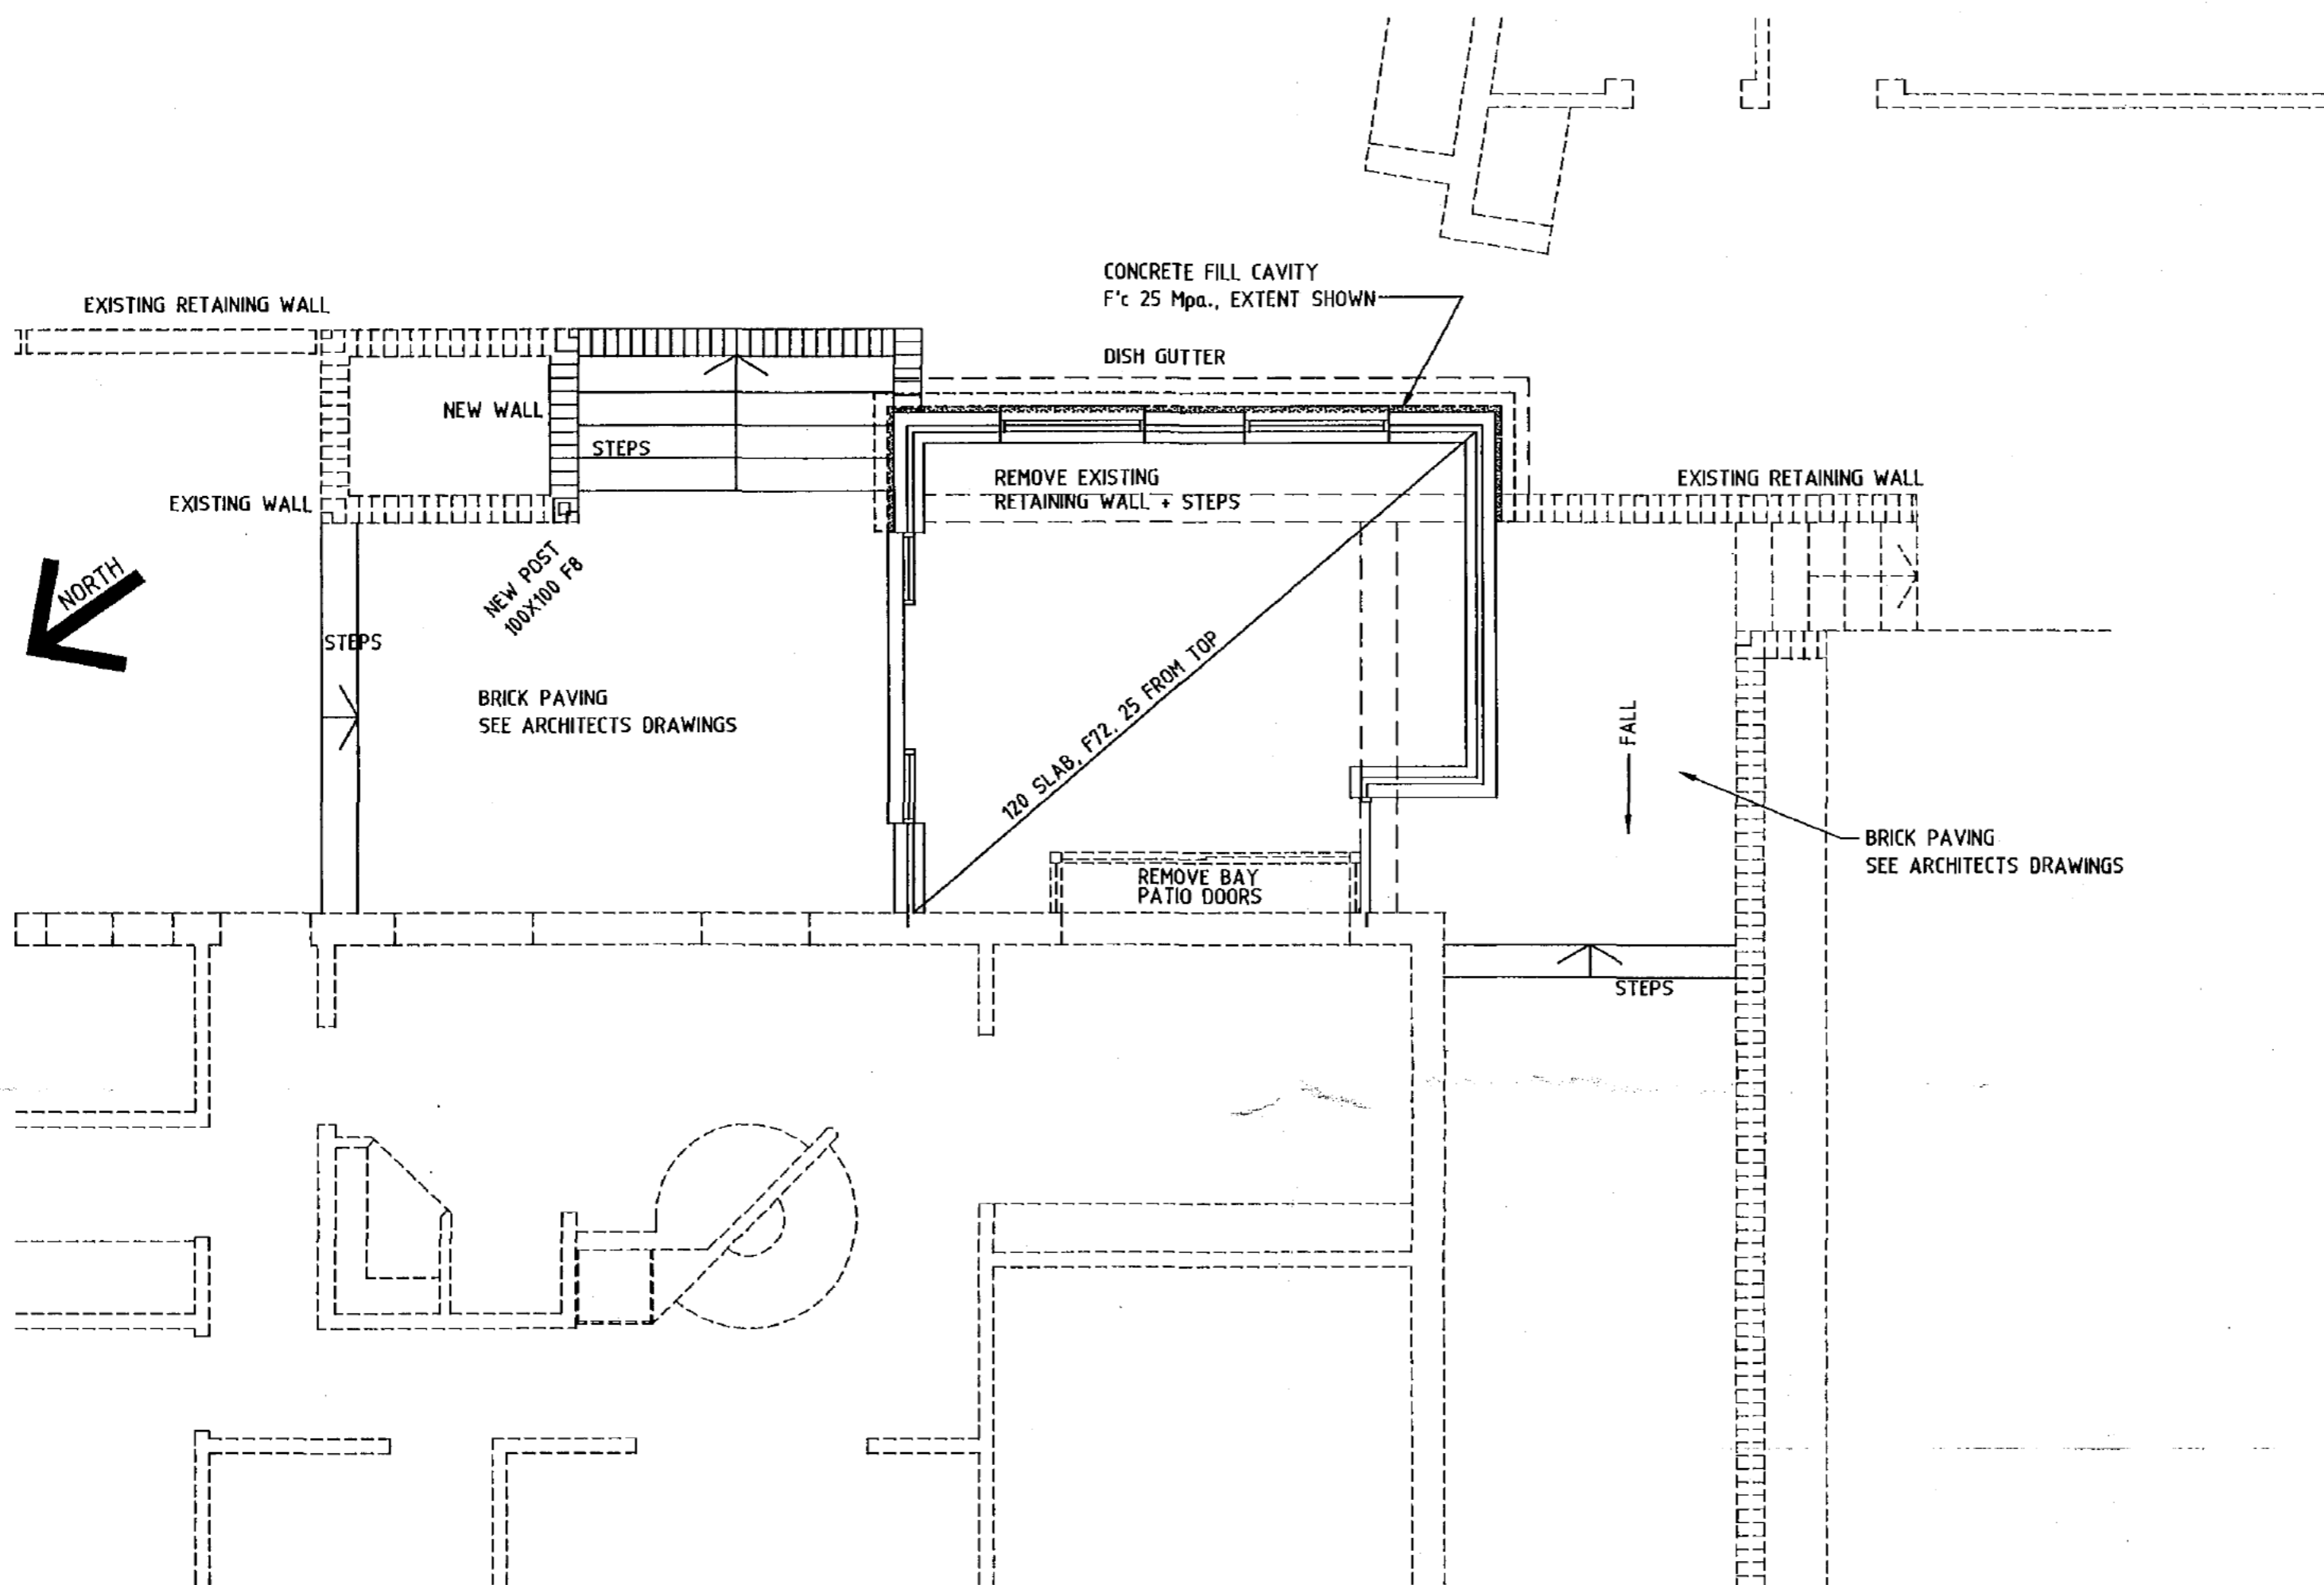 CONCRETE FILL CAVITY
F'c 25 Mpa., EXTENT SHOWN
EXISTING RETAINING WALL
DISH GUTTER
NEW WALL
STEPS
REMOVE EXISTING
RETAINING WALL + STEPS
EXISTING RETAINING WALL
EXISTING WALL
NORTH
NEW POST
100X100 F8
STEPS
BRICK PAVING
SEE ARCHITECTS DRAWINGS
120 SLAB, F72, 25 FROM TOP
FALL
BRICK PAVING
SEE ARCHITECTS DRAWINGS
REMOVE BAY
PATIO DOORS
STEPS